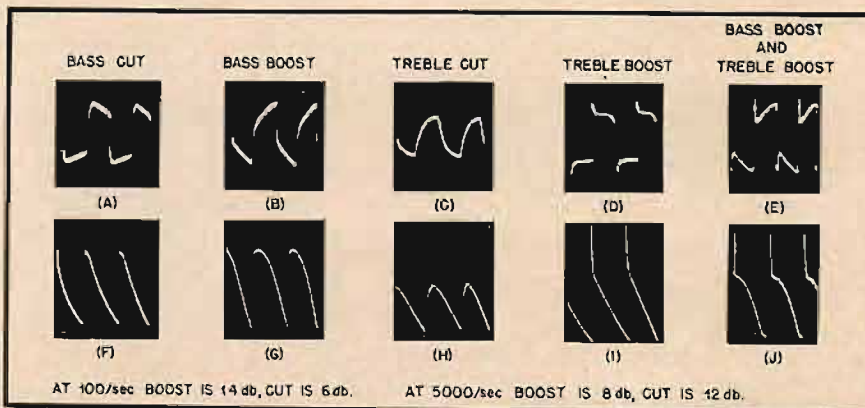 BASS CUT
BASS BOOST
TREBLE CUT
TREBLE BOOST
BASS BOOST
AND
TREBLE BOOST
(A)
(B)
(C)
(D)
(E)
(F)
(G)
(H)
(I)
(J)
AT 100/sec BOOST IS 14 db, CUT IS 6 db.
AT 5000/sec BOOST IS 8 db, CUT IS 12 db.